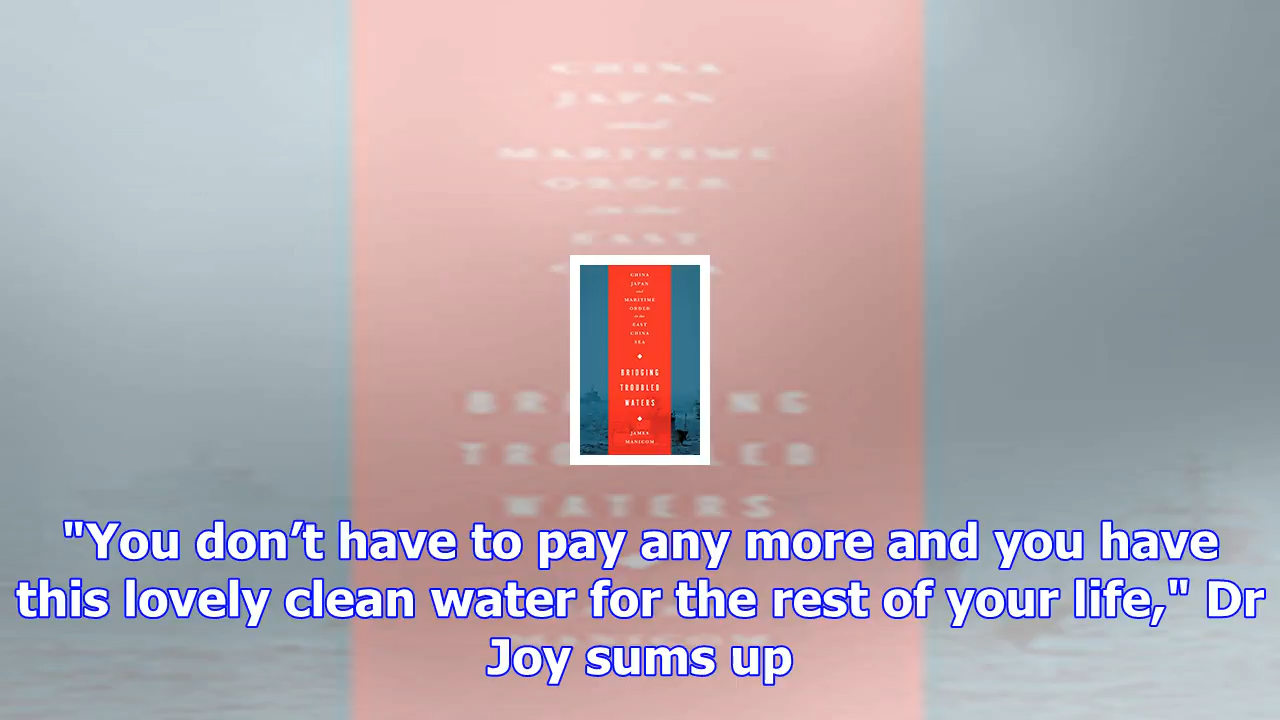 CHINA
JAPAN
and
MARITIME
ORDER
in the
EAST
CHINA
SEA
BRIDGING
TROUBLED
WATERS
JAMES
MANICOM
"You don’t have to pay any more and you have
this lovely clean water for the rest of your life," Dr
Joy sums up